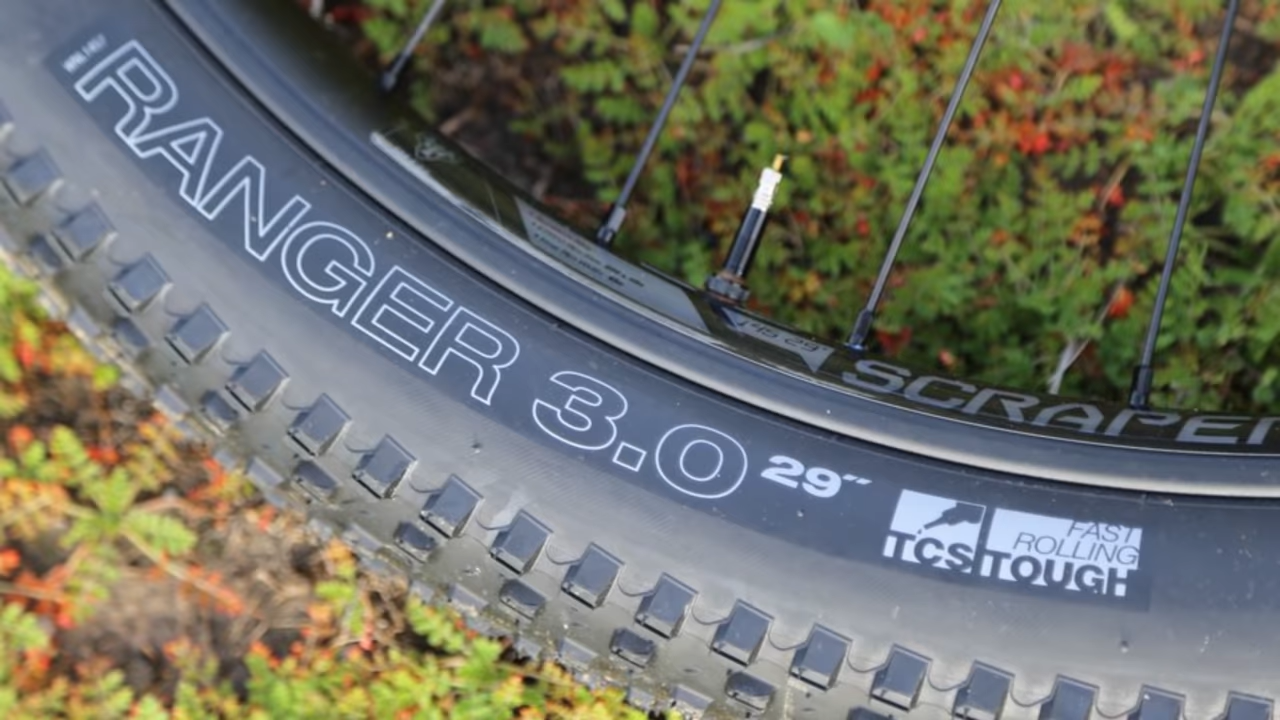 RANGER 3.0 29”
TCS TOUGH
FAST
ROLLING
SCRAPER